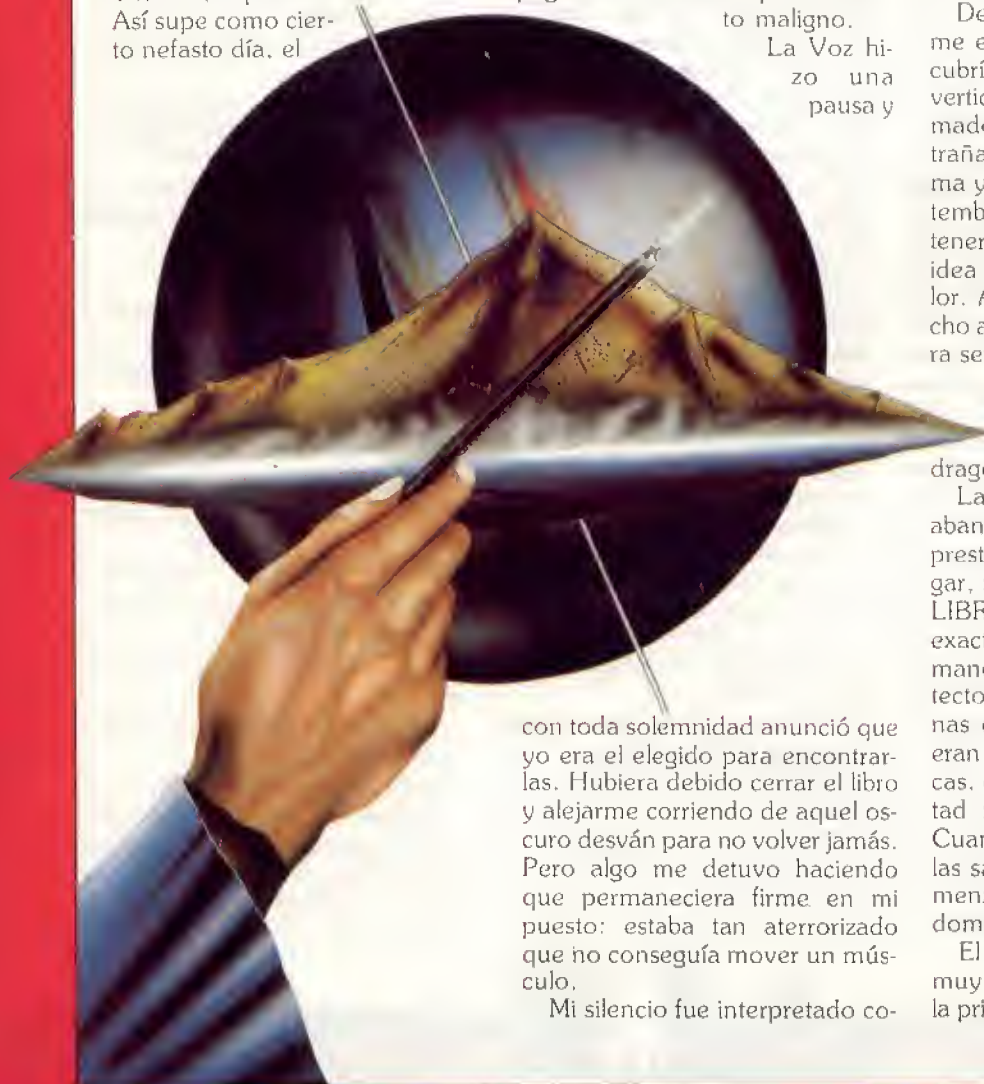 Así supe como cier-
to nefasto día, el
to maligno.
La Voz hi-
zo una
pausa y
con toda solemnidad anunció que
yo era el elegido para encontrar-
las. Hubiera debido cerrar el libro
y alejarme corriendo de aquel os-
curo desván para no volver jamás.
Pero algo me detuvo haciendo
que permaneciera firme en mi
puesto: estaba tan aterrorizado
que no conseguía mover un mús-
culo.
Mi silencio fue interpretado co-
De
me e
cubrí
vertic
made
traña
ma y
temb
tener
idea
lor. A
cho a
ra se
drago
La
aban
prest
gar,
LIBR
exac
mane
tecto
nas
eran
cas.
tad
Cuan
las sa
men
dom
El
muy
la pri